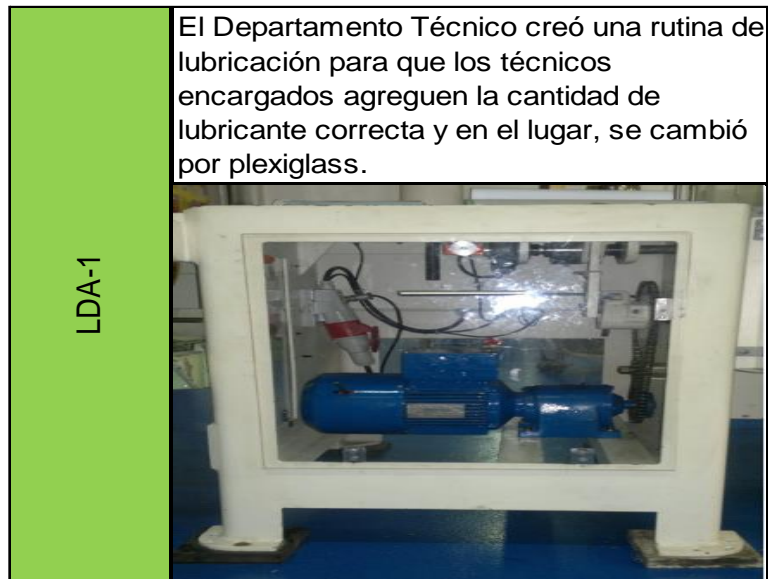 LDA-1
El Departamento Técnico creó una rutina de
lubricación para que los técnicos
encargados agreguen la cantidad de
lubricante correcta y en el lugar, se cambió
por plexiglass.